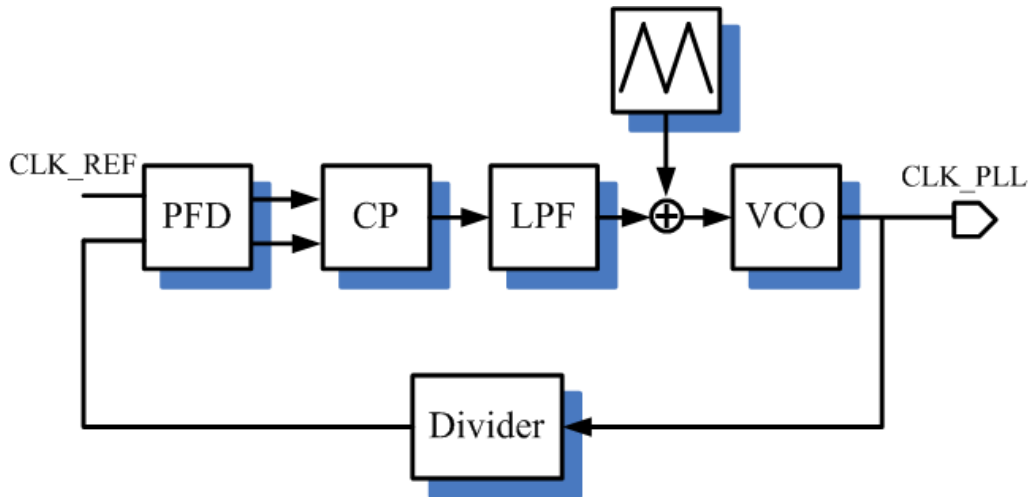 CLK_REF
PFD
CP
LPF
VCO
CLK_PLL
Divider